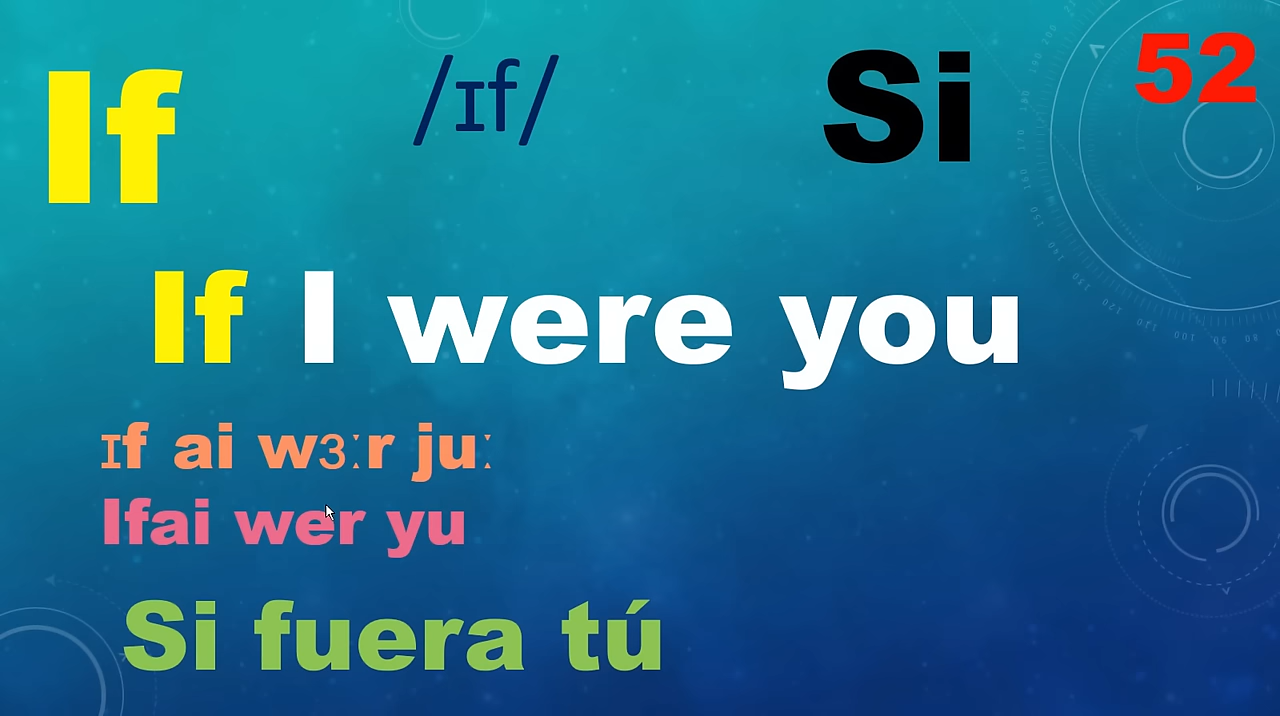 If /ɪf/ Si 52
If I were you
ɪf ai wɜːr juː
Ifai wer yu
Si fuera tú